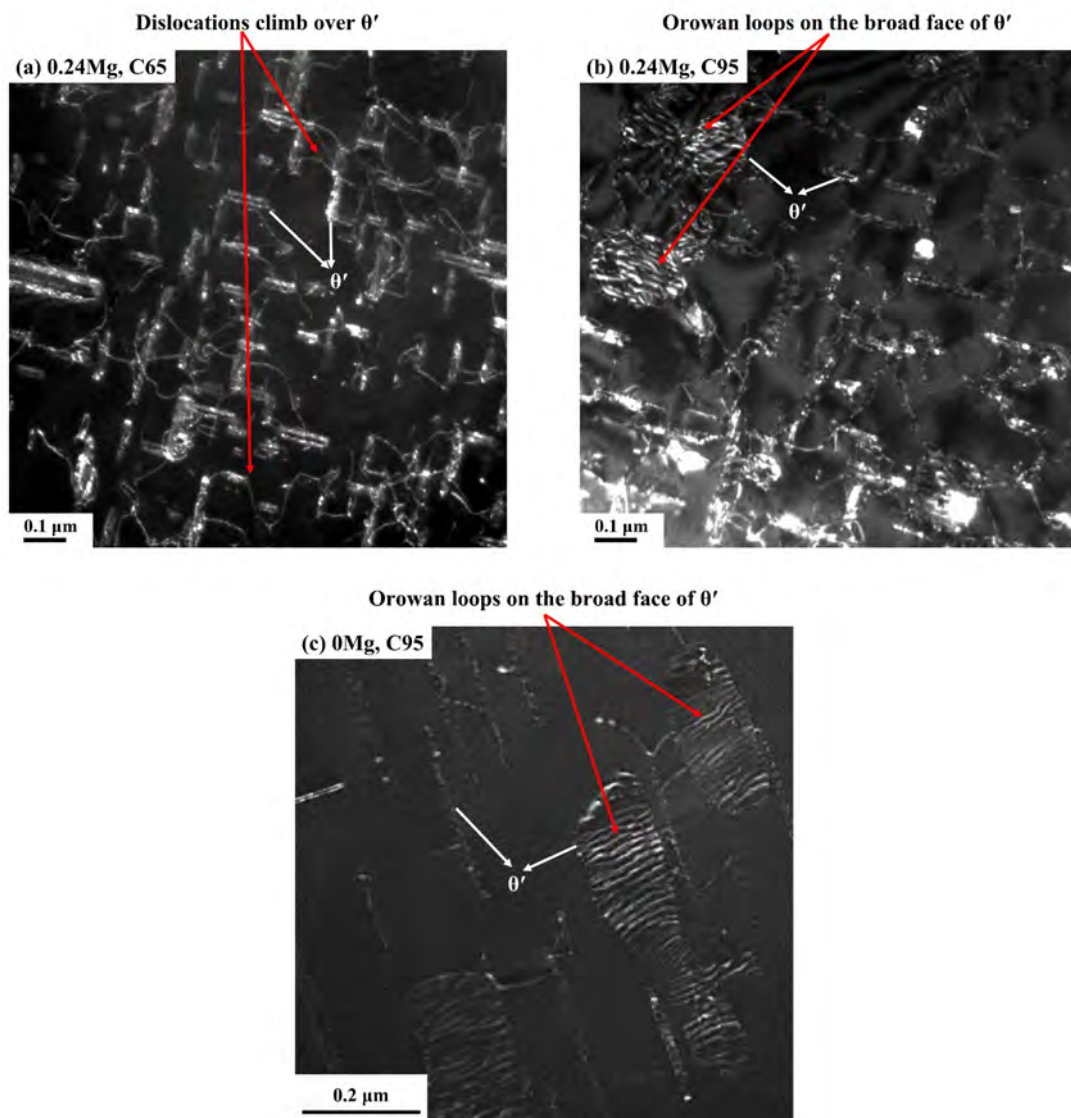 Dislocations climb over θ′
Orowan loops on the broad face of θ′
(a) 0.24Mg, C65
(b) 0.24Mg, C95
θ′
θ′
0.1 μm
0.1 μm
Orowan loops on the broad face of θ′
(c) 0Mg, C95
θ′
0.2 μm